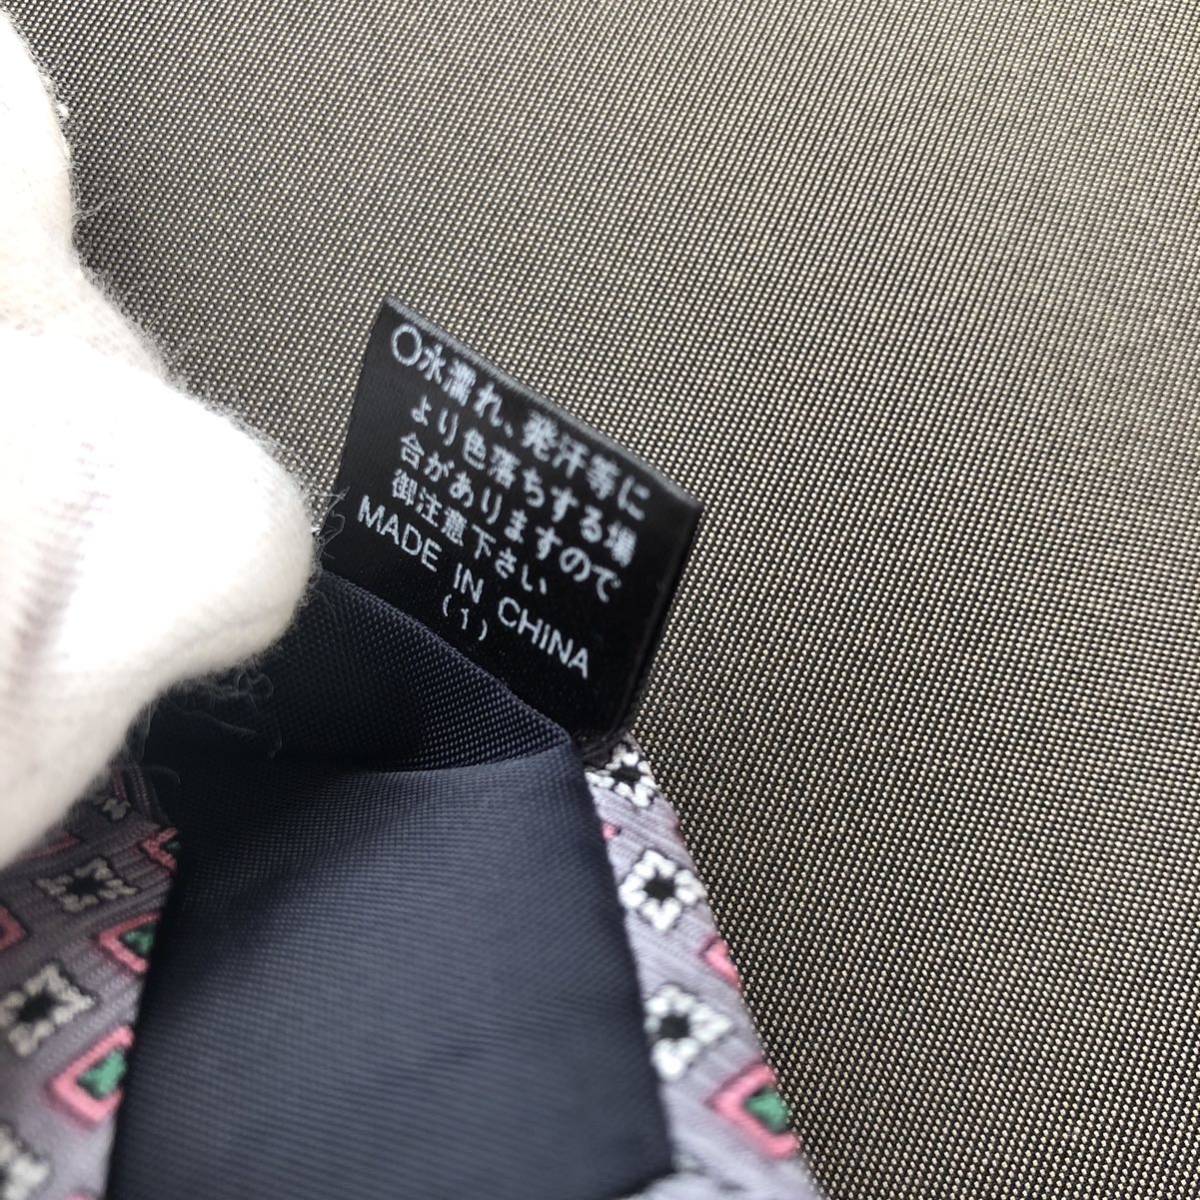 ○水濡れ、発汗等に
より色落ちする場
合がありますので
御注意下さい
MADE IN CHINA
(1)